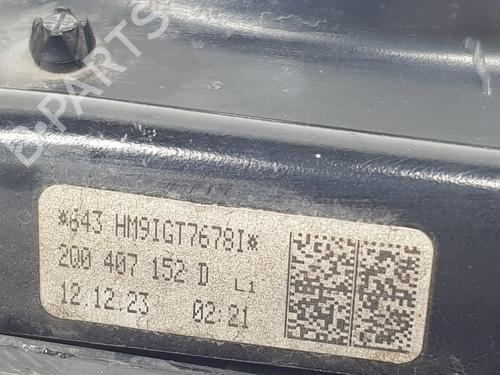 B-PARTS
*643 HM9IGT7678I*
2Q0 407 152 D L1
12.12.23 02:21